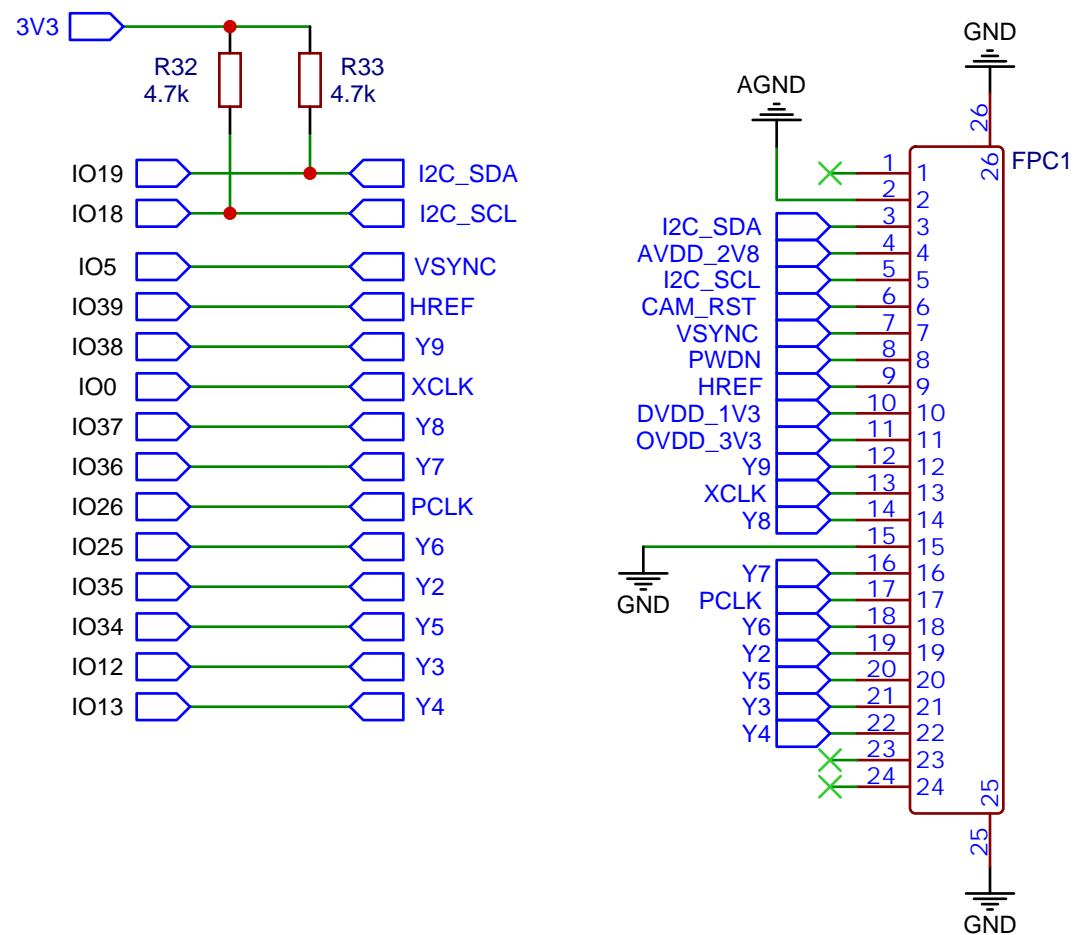 3V3
R32
4.7k
R33
4.7k
IO19 I2C_SDA
IO18 I2C_SCL
IO5 VSYNC
IO39 HREF
IO38 Y9
IO0 XCLK
IO37 Y8
IO36 Y7
IO26 PCLK
IO25 Y6
IO35 Y2
IO34 Y5
IO12 Y3
IO13 Y4
GND
AGND
26
26
FPC1
1 1
2 2
I2C_SDA 3 3
AVDD_2V8 4 4
I2C_SCL 5 5
CAM_RST 6 6
VSYNC 7 7
PWDN 8 8
HREF 9 9
DVDD_1V3 10 10
OVDD_3V3 11 11
Y9 12 12
XCLK 13 13
Y8 14 14
15 15
GND
Y7 16 16
PCLK 17 17
Y6 18 18
Y2 19 19
Y5 20 20
Y3 21 21
Y4 22 22
23 23
24 24
25
25
GND